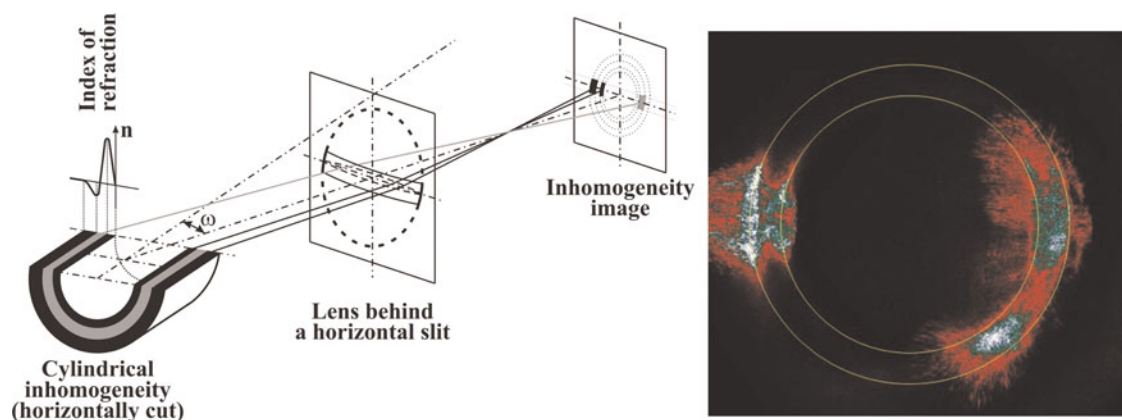 Index of
refraction
n
ω
Lens behind
a horizontal slit
Inhomogeneity
image
Cylindrical
inhomogeneity
(horizontally cut)